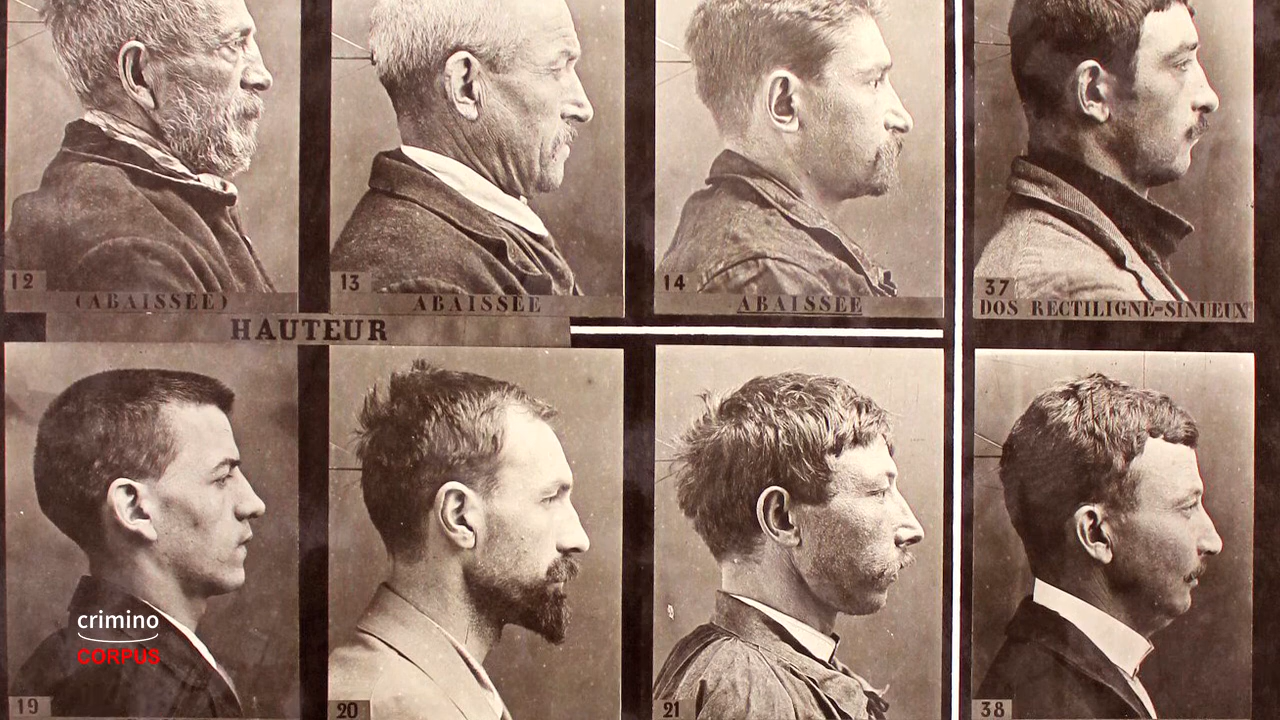 12
13
14
37
(ABAISSÉE)
ABAISSÉE
ABAISSÉE
DOS RECTILIGNE-SINUEUX
HAUTEUR
crimino
CORPUS
19
20
21
38